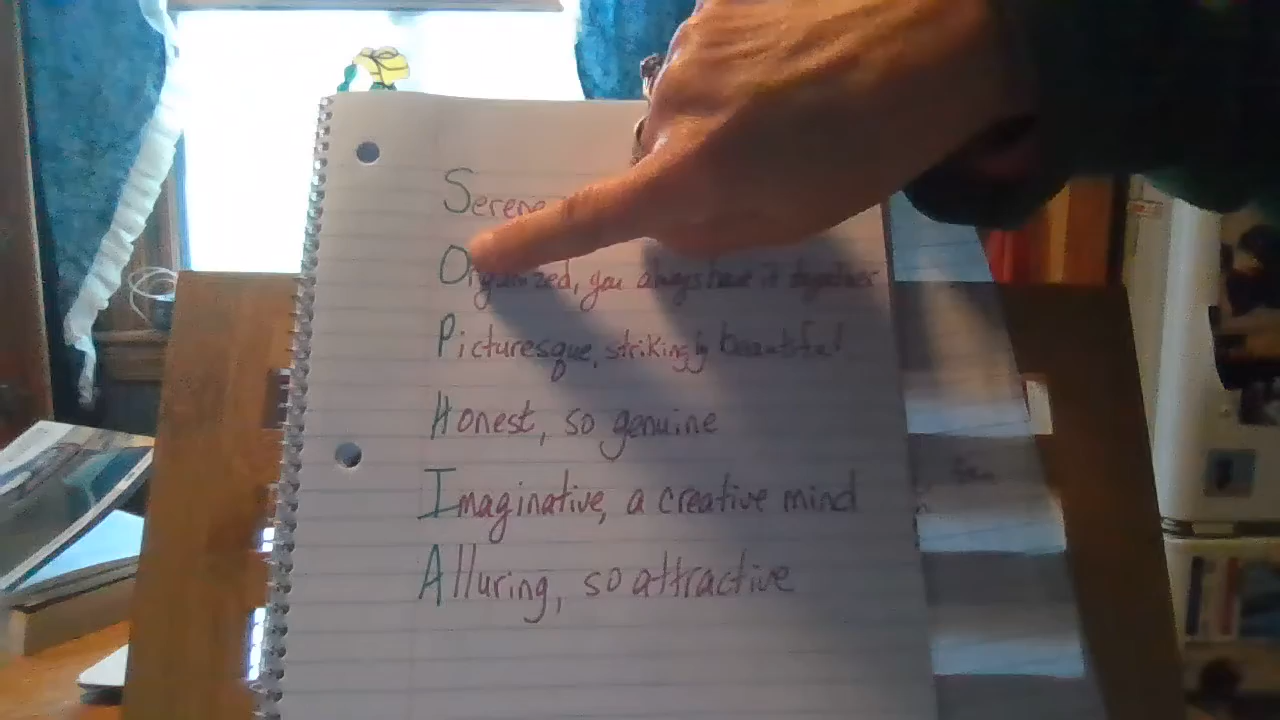 Serene
Organized, you always have it together
Picturesque, strikingly beautiful
Honest, so genuine
Imaginative, a creative mind
Alluring, so attractive